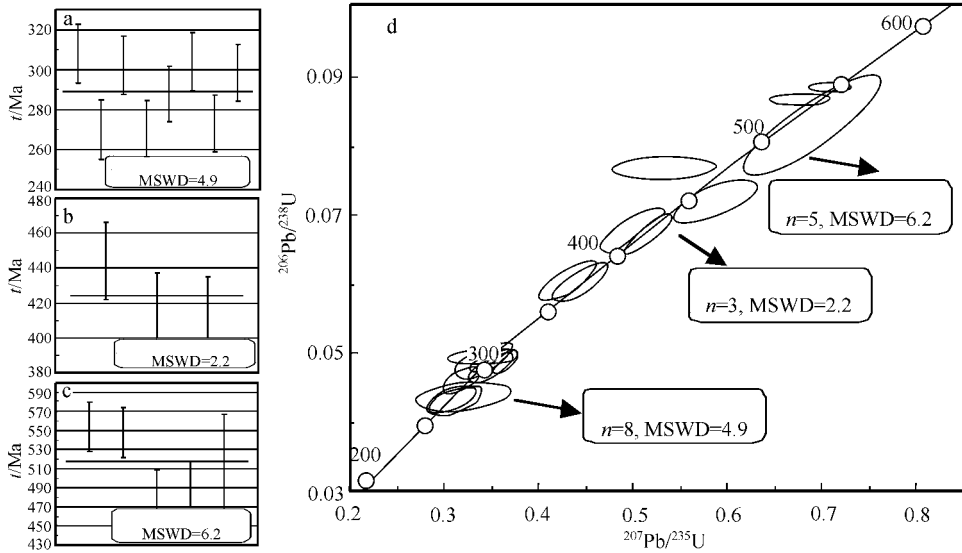 a
t/Ma
320
300
280
260
240
MSWD=4.9
b
t/Ma
480
460
440
420
400
380
MSWD=2.2
c
t/Ma
590
570
550
530
510
490
470
450
430
MSWD=6.2
d
²⁰⁶Pb/²³⁸U
0.09
0.07
0.05
0.03
600
500
400
300
200
n=5, MSWD=6.2
n=3, MSWD=2.2
n=8, MSWD=4.9
0.2 0.3 0.4 0.5 0.6 0.7 0.8
²⁰⁷Pb/²³⁵U